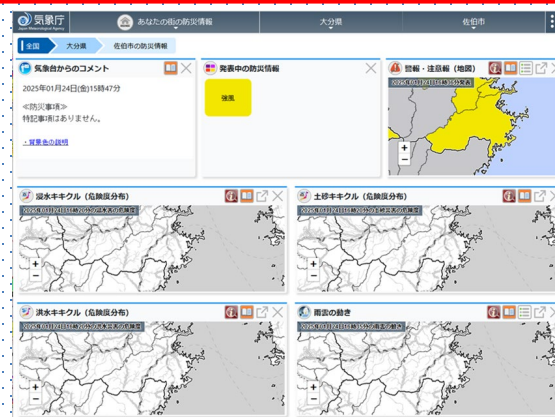 気象庁
Japan Meteorological Agency
あなたの街の防災情報
大分県
佐伯市
全国
大分県
佐伯市の防災情報
気象台からのコメント
2025年01月24日(金)15時47分
≪防災事項≫
特記事項はありません。
・背景色の説明
発表中の防災情報
強風
警報・注意報（地図）
+
−
浸水キキクル（危険度分布）
+
−
土砂キキクル（危険度分布）
+
−
洪水キキクル（危険度分布）
+
−
雨雲の動き
+
−